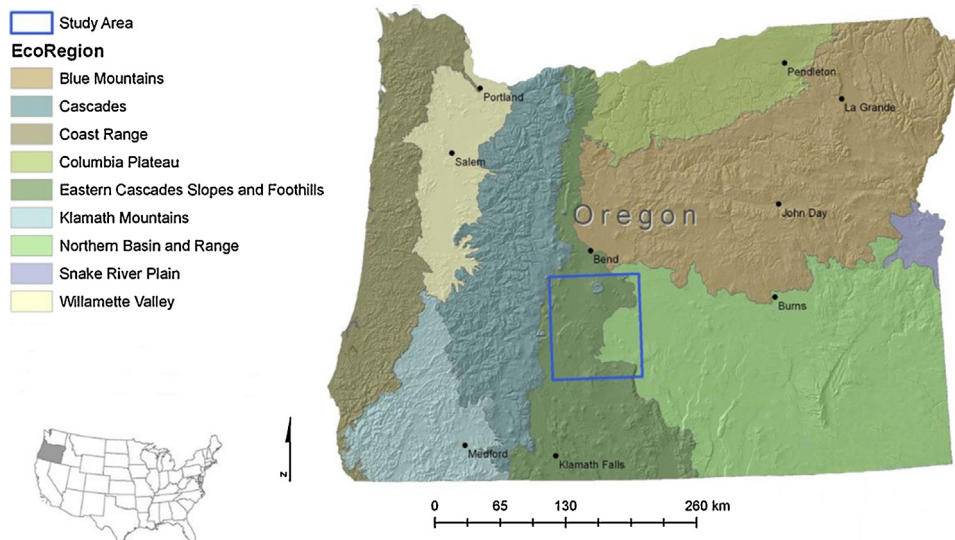 Study Area
EcoRegion
Blue Mountains
Cascades
Coast Range
Columbia Plateau
Eastern Cascades Slopes and Foothills
Klamath Mountains
Northern Basin and Range
Snake River Plain
Willamette Valley
Pendleton
Portland
La Grande
Salem
Oregon
John Day
Bend
Burns
Medford
Klamath Falls
N
0 65 130 260 km